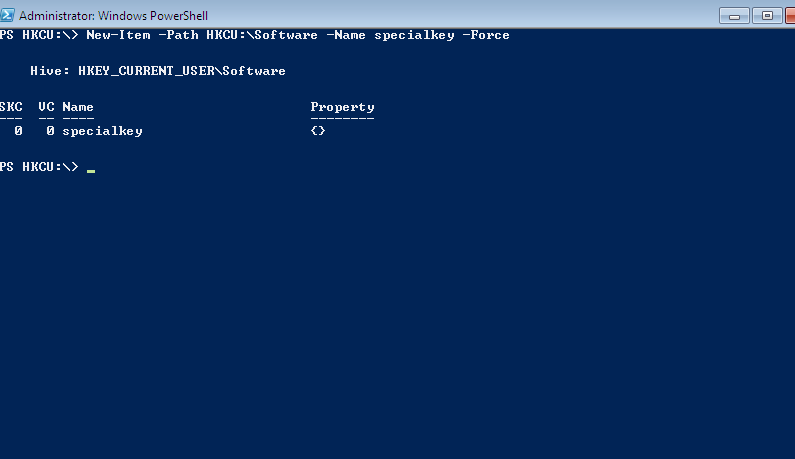 Administrator: Windows PowerShell
PS HKCU:\> New-Item -Path HKCU:\Software -Name specialkey -Force
Hive: HKEY_CURRENT_USER\Software
SKC  VC Name                           Property
---  -- ----                           --------
  0   0 specialkey                     {}
PS HKCU:\> _